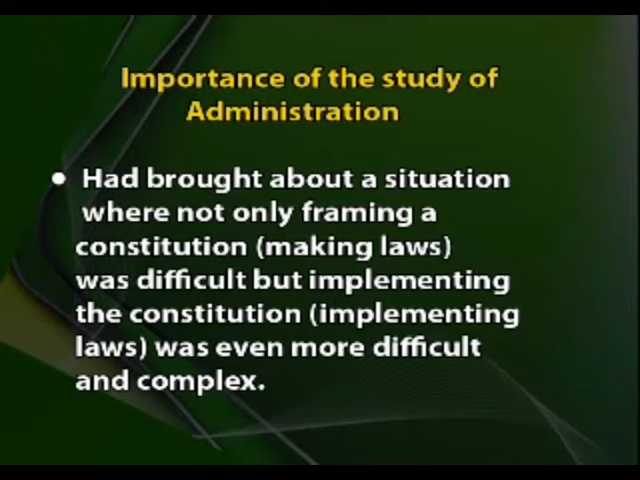 Importance of the study of
Administration
• Had brought about a situation
where not only framing a
constitution (making laws)
was difficult but implementing
the constitution (implementing
laws) was even more difficult
and complex.